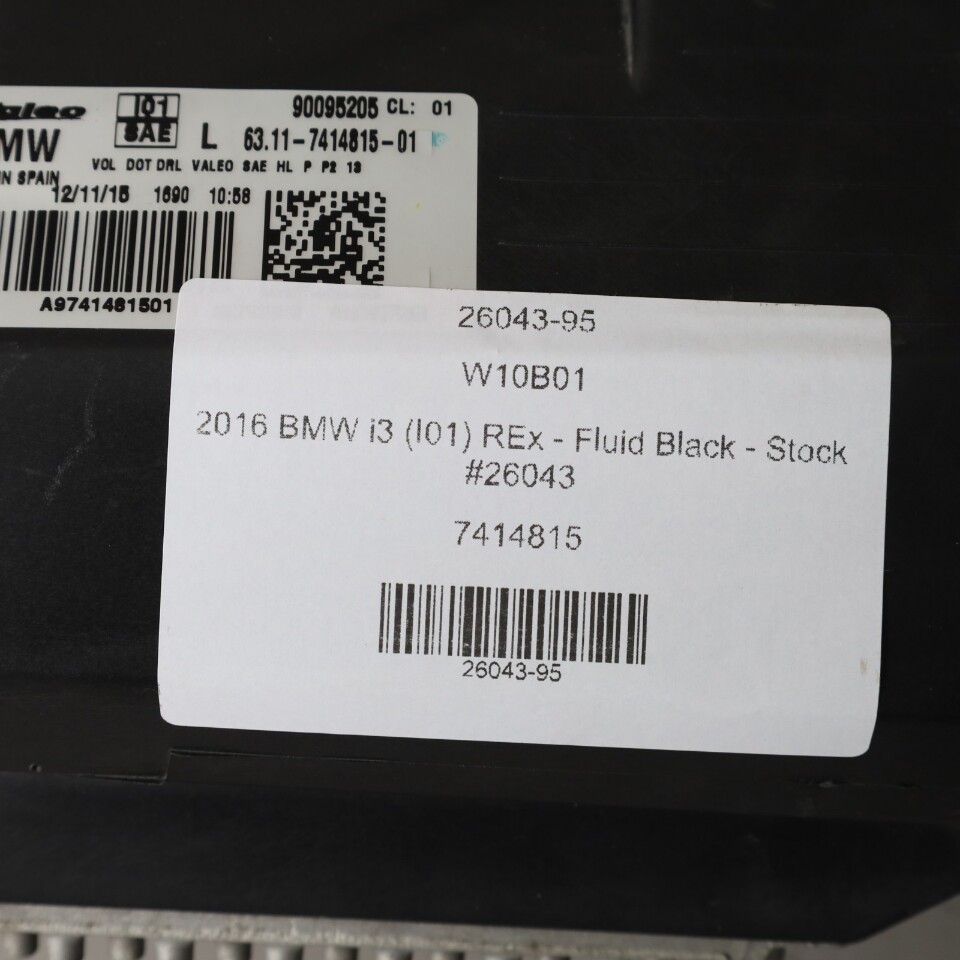 I01 90095205 CL: 01
SAE L 63.11-7414815-01
VOL DOT DRL VALEO SAE HL P P2 13
IN SPAIN
12/11/15 1690 10:58
A9741481501
26043-95
W10B01
2016 BMW i3 (I01) REx - Fluid Black - Stock
#26043
7414815
26043-95